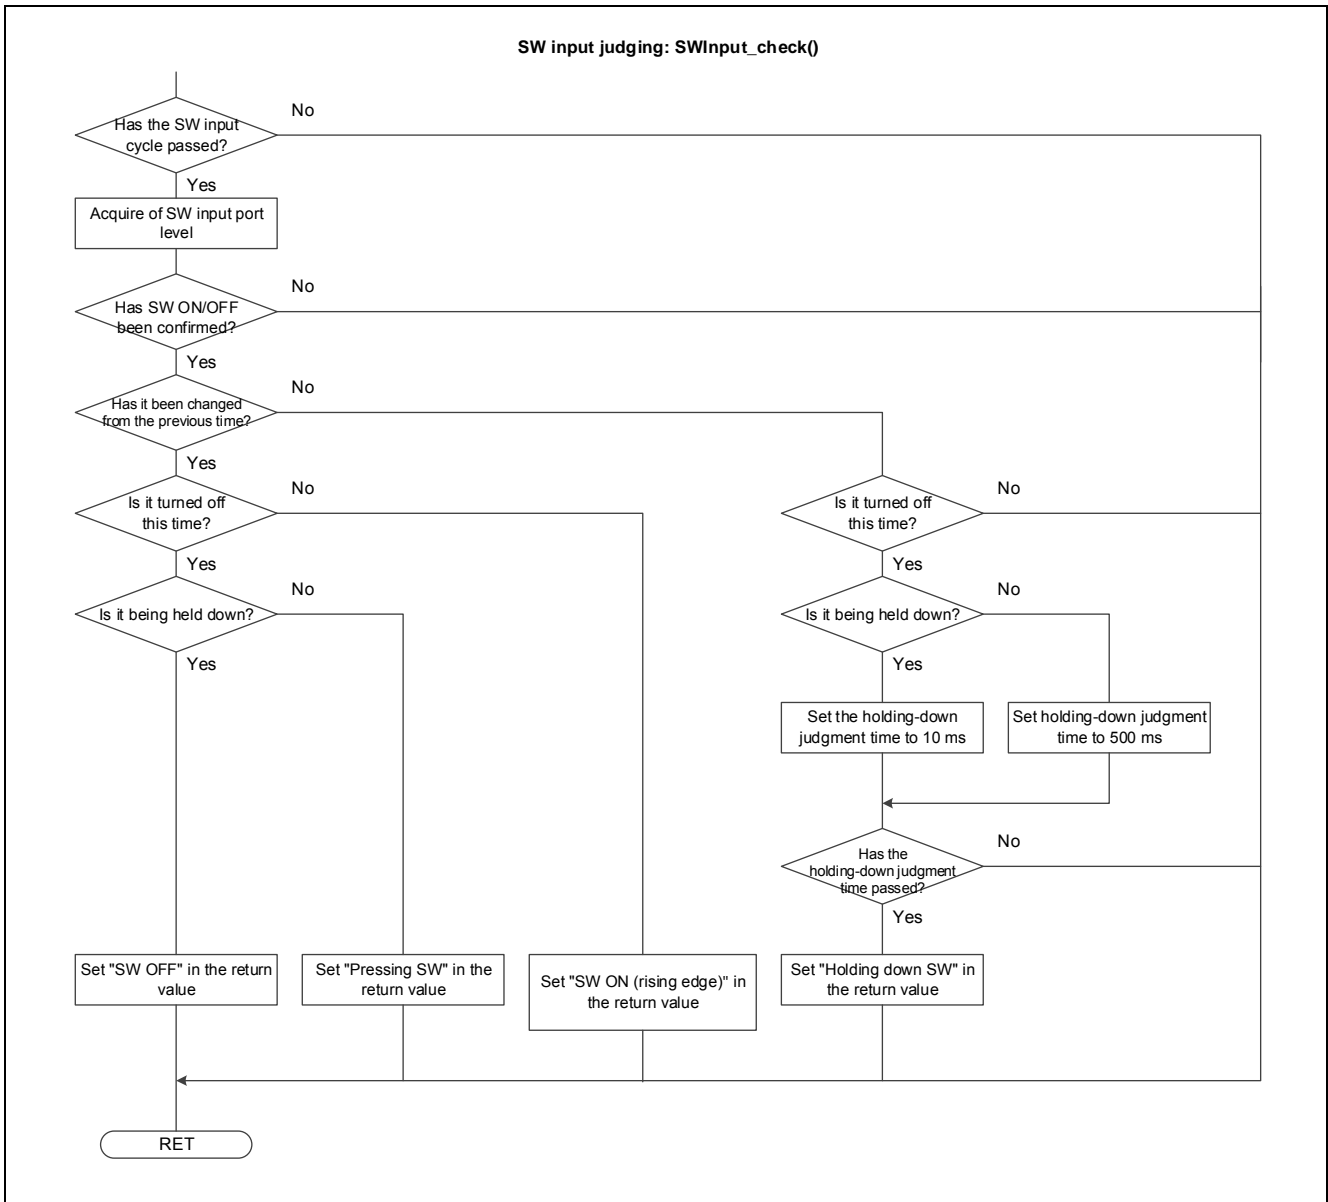 SW input judging: SWInput_check()
No
Has the SW input
cycle passed?
Yes
Acquire of SW input port
level
No
Has SW ON/OFF
been confirmed?
Yes
No
Has it been changed
from the previous time?
Yes
No
Is it turned off
this time?
Yes
No
Is it turned off
this time?
Yes
No
Is it being held down?
Yes
No
Is it being held down?
Yes
Set the holding-down
judgment time to 10 ms
Set holding-down judgment
time to 500 ms
No
Has the
holding-down judgment
time passed?
Yes
Set "SW OFF" in the return
value
Set "Pressing SW" in the
return value
Set "SW ON (rising edge)" in
the return value
Set "Holding down SW" in
the return value
RET